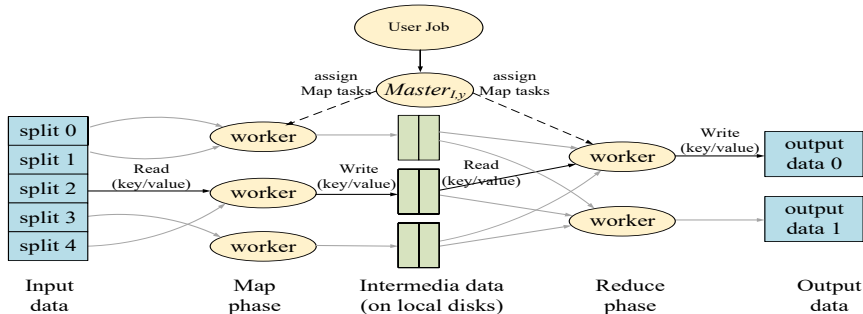 User Job
assign
Map tasks
Master_{I,y}
assign
Map tasks
split 0
split 1
split 2
split 3
split 4
Read
(key/value)
worker
worker
worker
Write
(key/value)
Read
(key/value)
worker
worker
Write
(key/value)
output
data 0
output
data 1
Input
data
Map
phase
Intermedia data
(on local disks)
Reduce
phase
Output
data